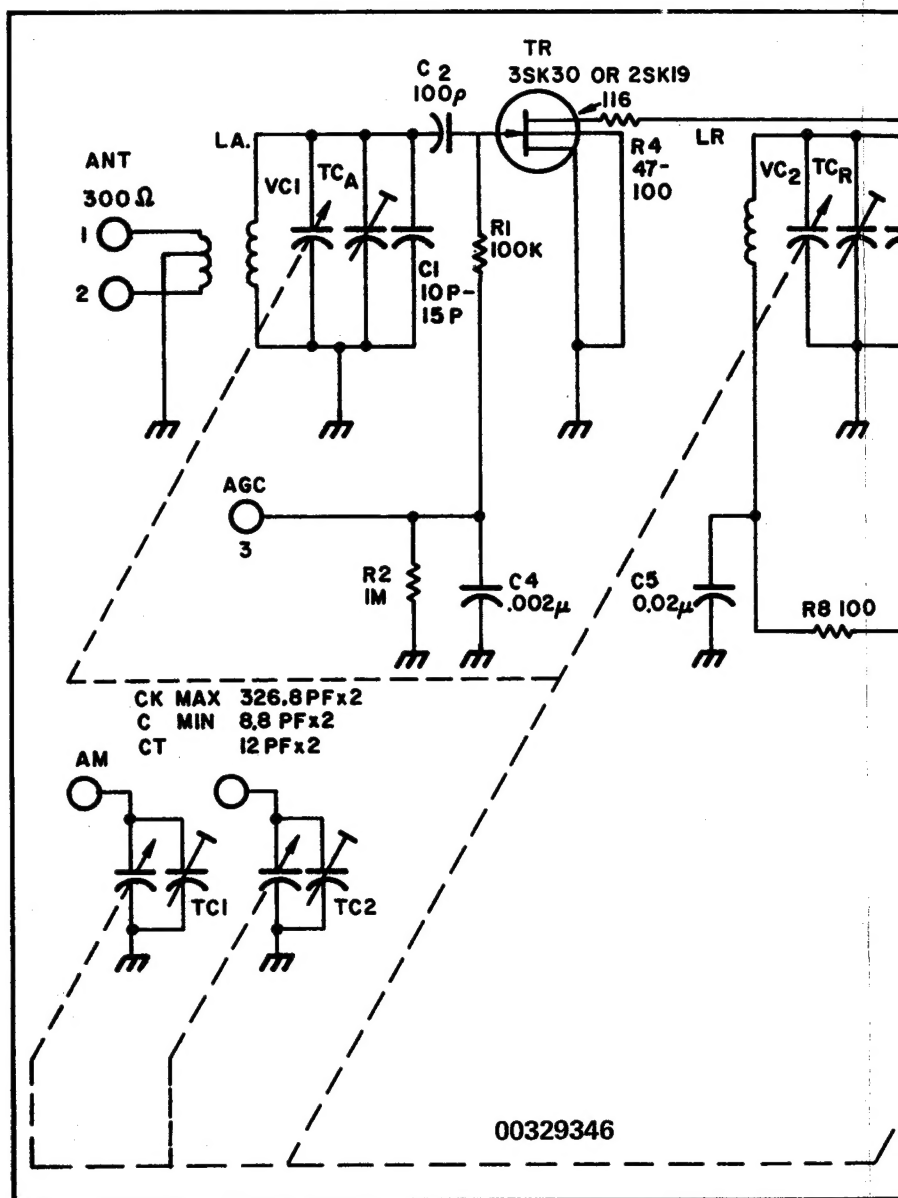 TR
3SK30 OR 2SK19
116
C 2
100p
LA.
R4
47-
100
LR
ANT
300Ω
VC1
TCA
VC2
TCR
1
2
R1
100K
C1
10P-
15P
AGC
3
R2
1M
C4
.002μ
C5
0.02μ
R8 100
CK MAX 326.8 PFx2
C MIN 8.8 PFx2
CT 12 PFx2
AM
TC1
TC2
00329346